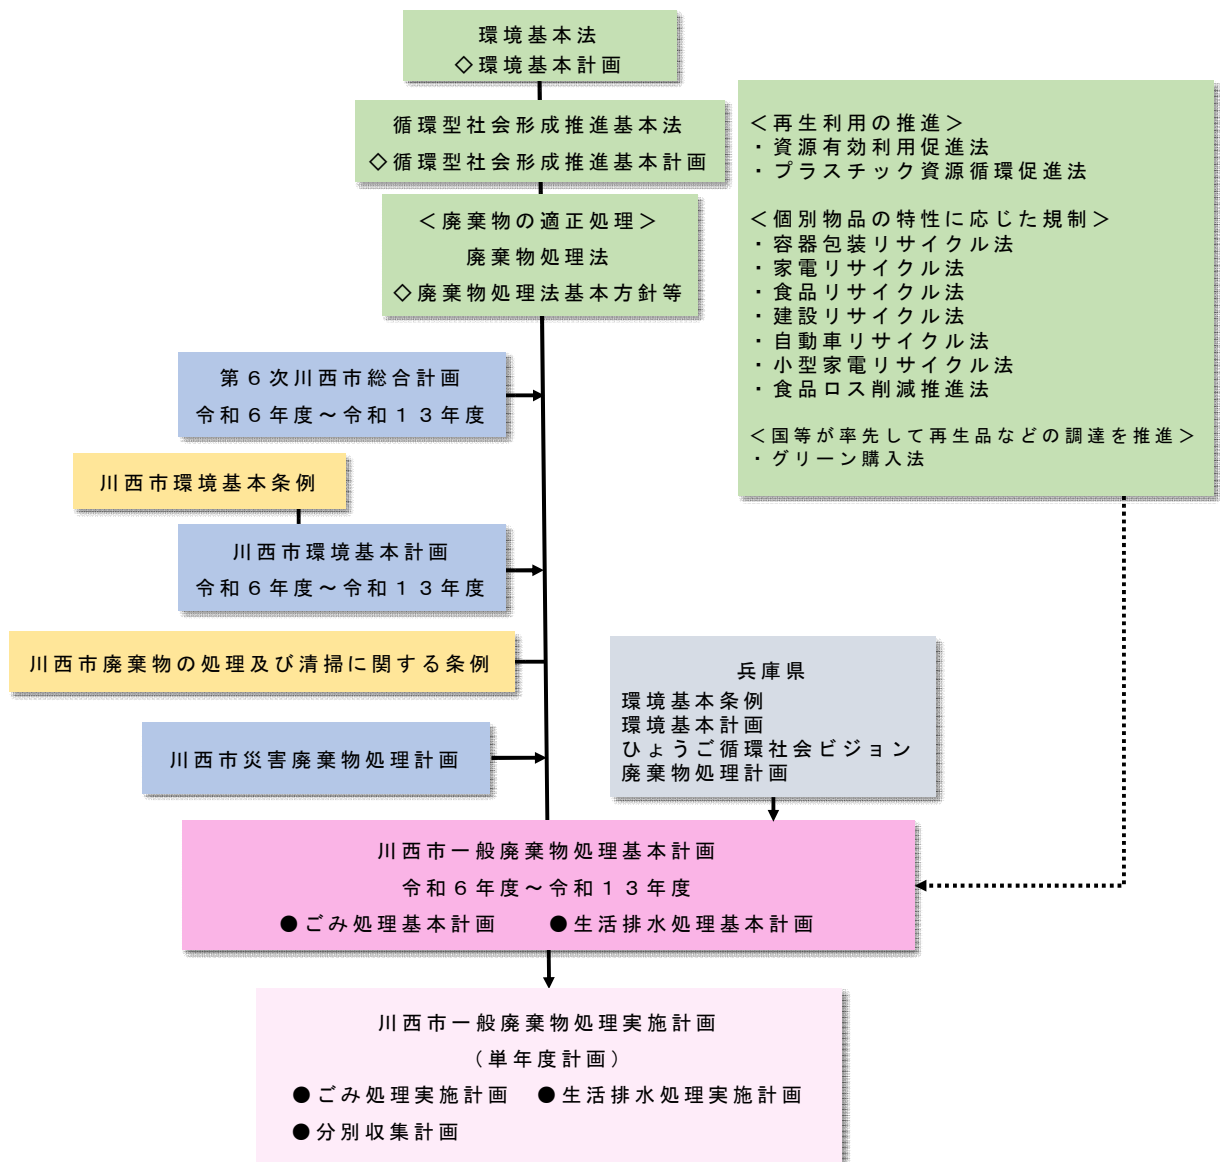 環境基本法
◇環境基本計画
循環型社会形成推進基本法
◇循環型社会形成推進基本計画
＜廃棄物の適正処理＞
廃棄物処理法
◇廃棄物処理法基本方針等
＜再生利用の推進＞
・資源有効利用促進法
・プラスチック資源循環促進法
＜個別物品の特性に応じた規制＞
・容器包装リサイクル法
・家電リサイクル法
・食品リサイクル法
・建設リサイクル法
・自動車リサイクル法
・小型家電リサイクル法
・食品ロス削減推進法
＜国等が率先して再生品などの調達を推進＞
・グリーン購入法
第６次川西市総合計画
令和６年度～令和１３年度
川西市環境基本条例
川西市環境基本計画
令和６年度～令和１３年度
川西市廃棄物の処理及び清掃に関する条例
兵庫県
環境基本条例
環境基本計画
ひょうご循環社会ビジョン
廃棄物処理計画
川西市災害廃棄物処理計画
川西市一般廃棄物処理基本計画
令和６年度～令和１３年度
●ごみ処理基本計画　●生活排水処理基本計画
川西市一般廃棄物処理実施計画
（単年度計画）
●ごみ処理実施計画　●生活排水処理実施計画
●分別収集計画